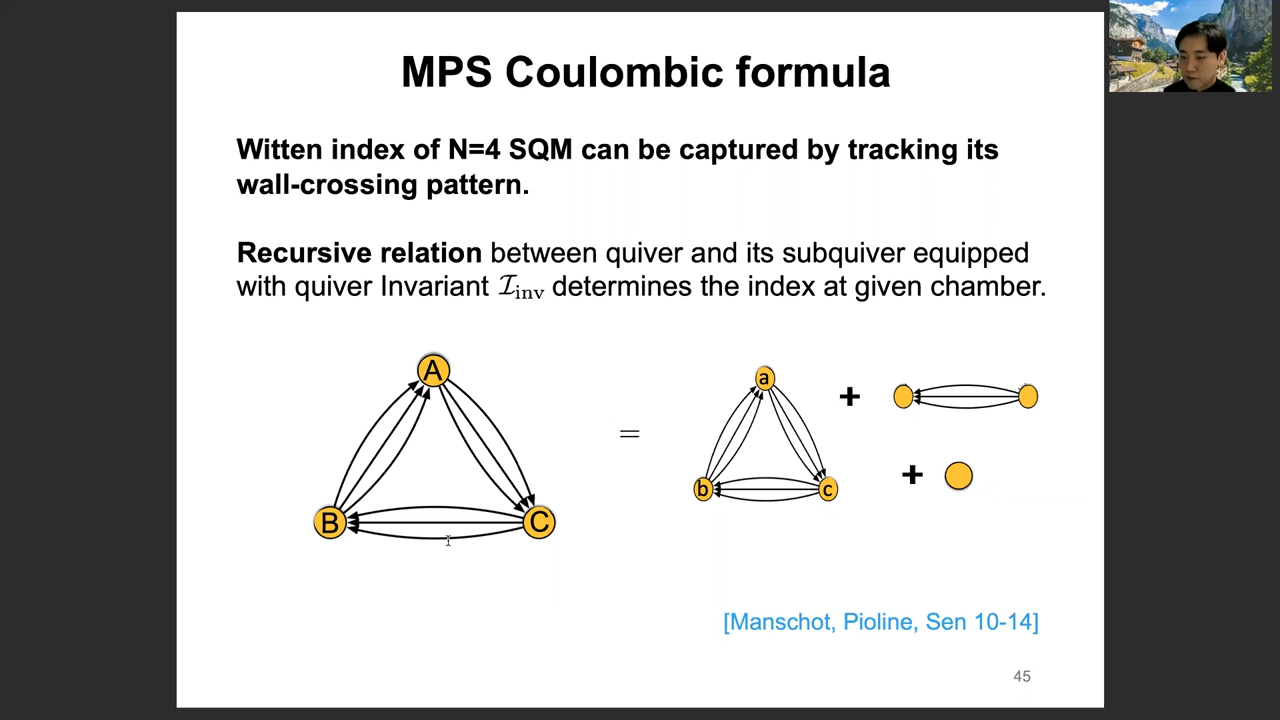 MPS Coulombic formula
Witten index of N=4 SQM can be captured by tracking its
wall-crossing pattern.
Recursive relation between quiver and its subquiver equipped
with quiver Invariant ℐ_inv determines the index at given chamber.
A
B
C
=
a
b
c
+
+
[Manschot, Pioline, Sen 10-14]
45